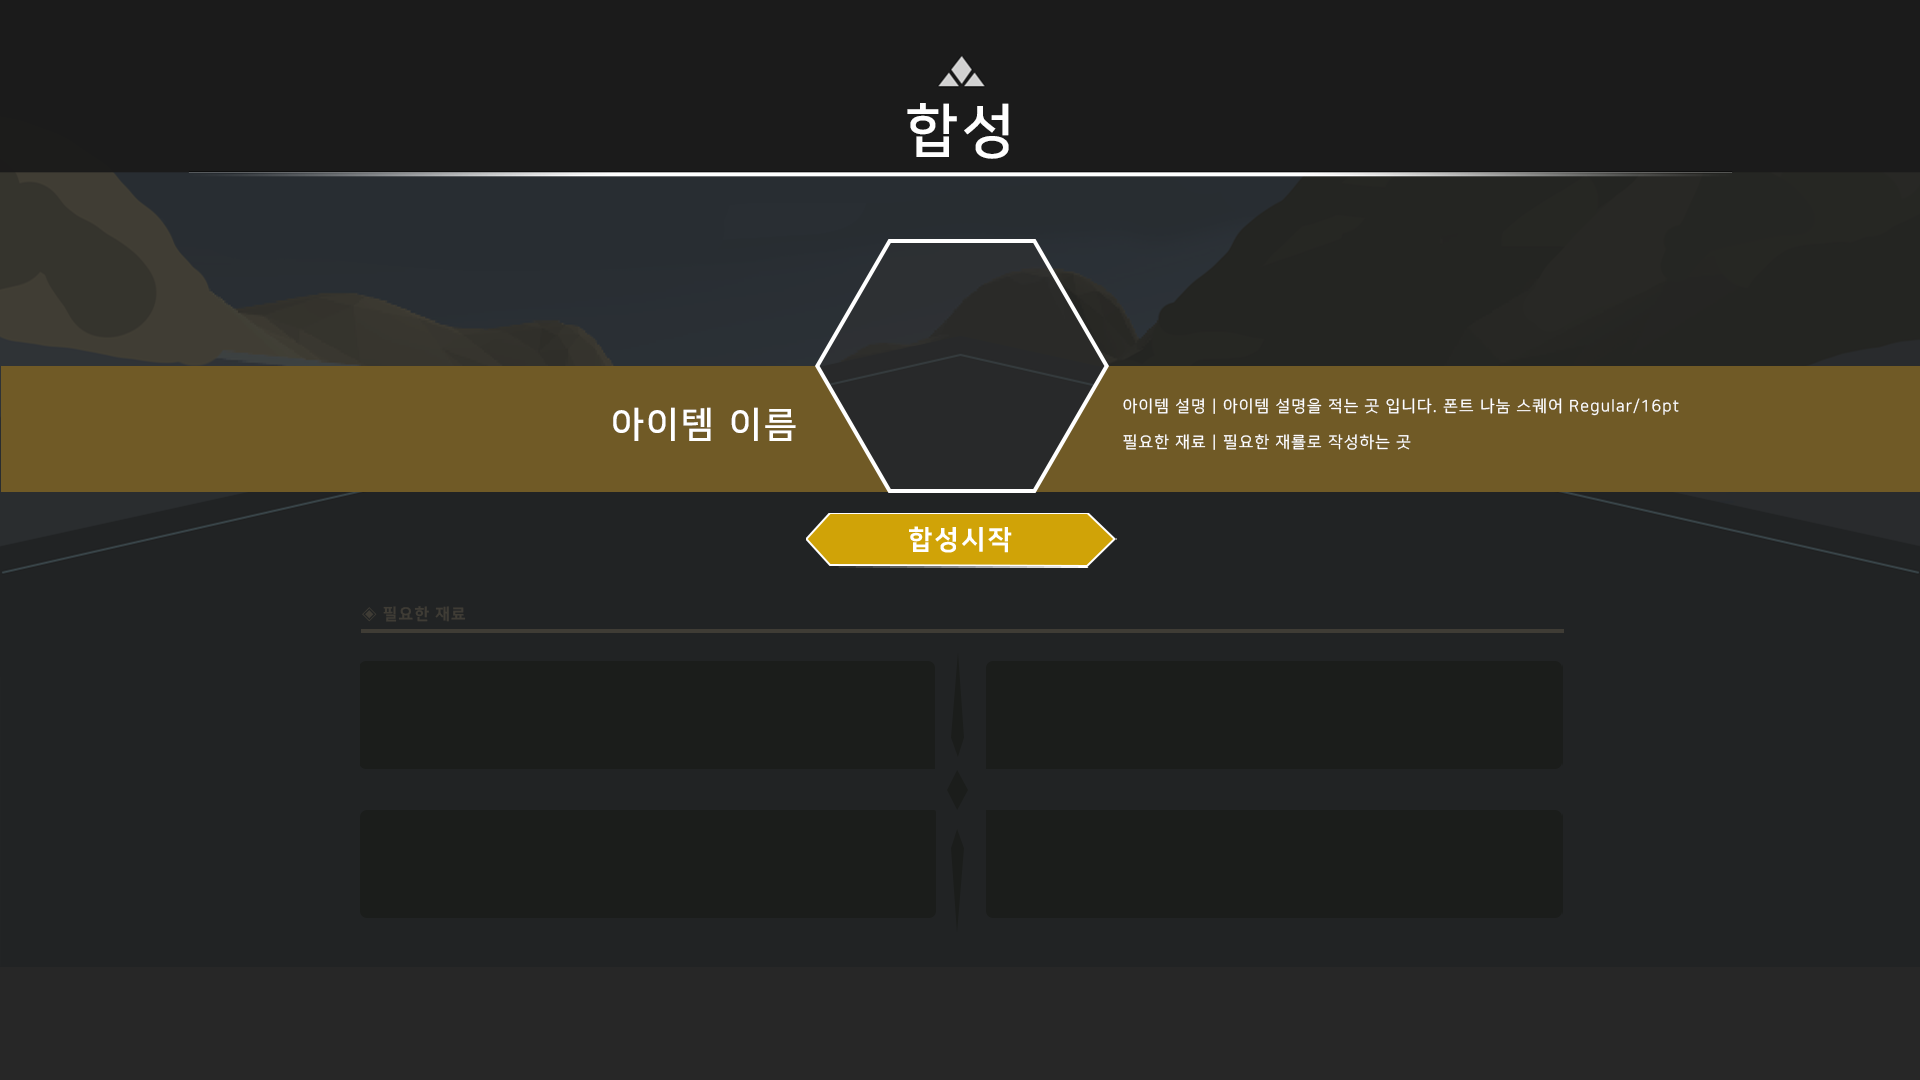 합성
아이템 이름
아이템 설명 | 아이템 설명을 적는 곳 입니다. 폰트 나눔 스퀘어 Regular/16pt
필요한 재료 | 필요한 재룔로 작성하는 곳
합성시작
◈ 필요한 재료